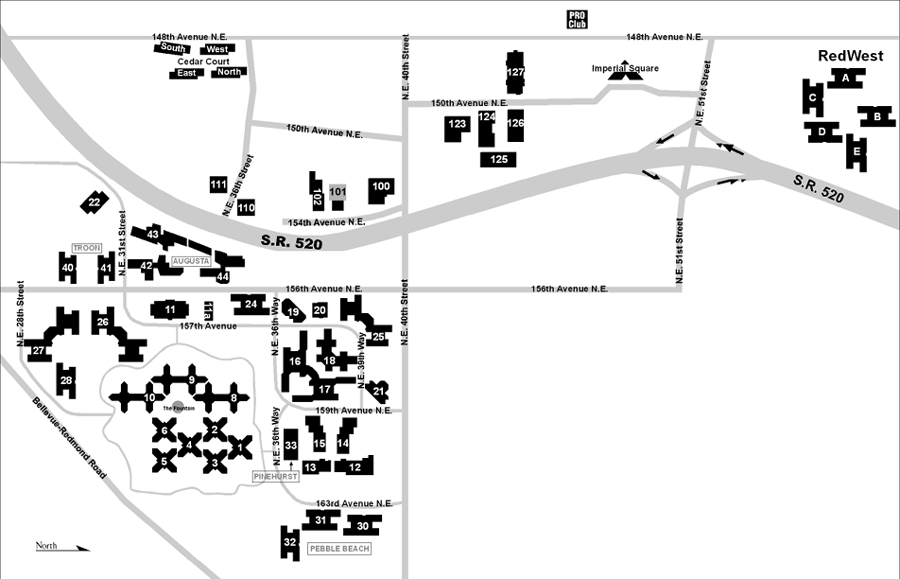 PRO
Club
148th Avenue N.E.
148th Avenue N.E.
South
West
Cedar Court
East
North
N.E. 40th Street
127
Imperial Square
N.E. 51st Street
RedWest
A
C
B
D
E
150th Avenue N.E.
123
124
126
125
150th Avenue N.E.
N.E. 36th Street
111
110
102
101
100
154th Avenue N.E.
S.R. 520
S.R. 520
22
N.E. 31st Street
43
TROON
40
41
42
AUGUSTA
44
N.E. 51st Street
156th Avenue N.E.
156th Avenue N.E.
N.E. 28th Street
11
11a
24
N.E. 36th Way
19
20
25
N.E. 40th Street
157th Avenue
26
27
28
16
18
17
N.E. 39th Way
21
9
10
8
The Fountain
6
2
4
1
5
3
Bellevue-Redmond Road
159th Avenue N.E.
N.E. 36th Way
33
15
14
13
12
PINEHURST
163rd Avenue N.E.
31
30
32
PEBBLE BEACH
North